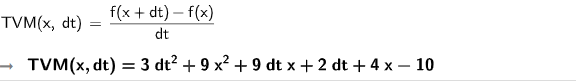 TVM(x, dt) = f(x + dt) – f(x) / dt
→ TVM(x, dt) = 3 dt² + 9 x² + 9 dt x + 2 dt + 4 x – 10